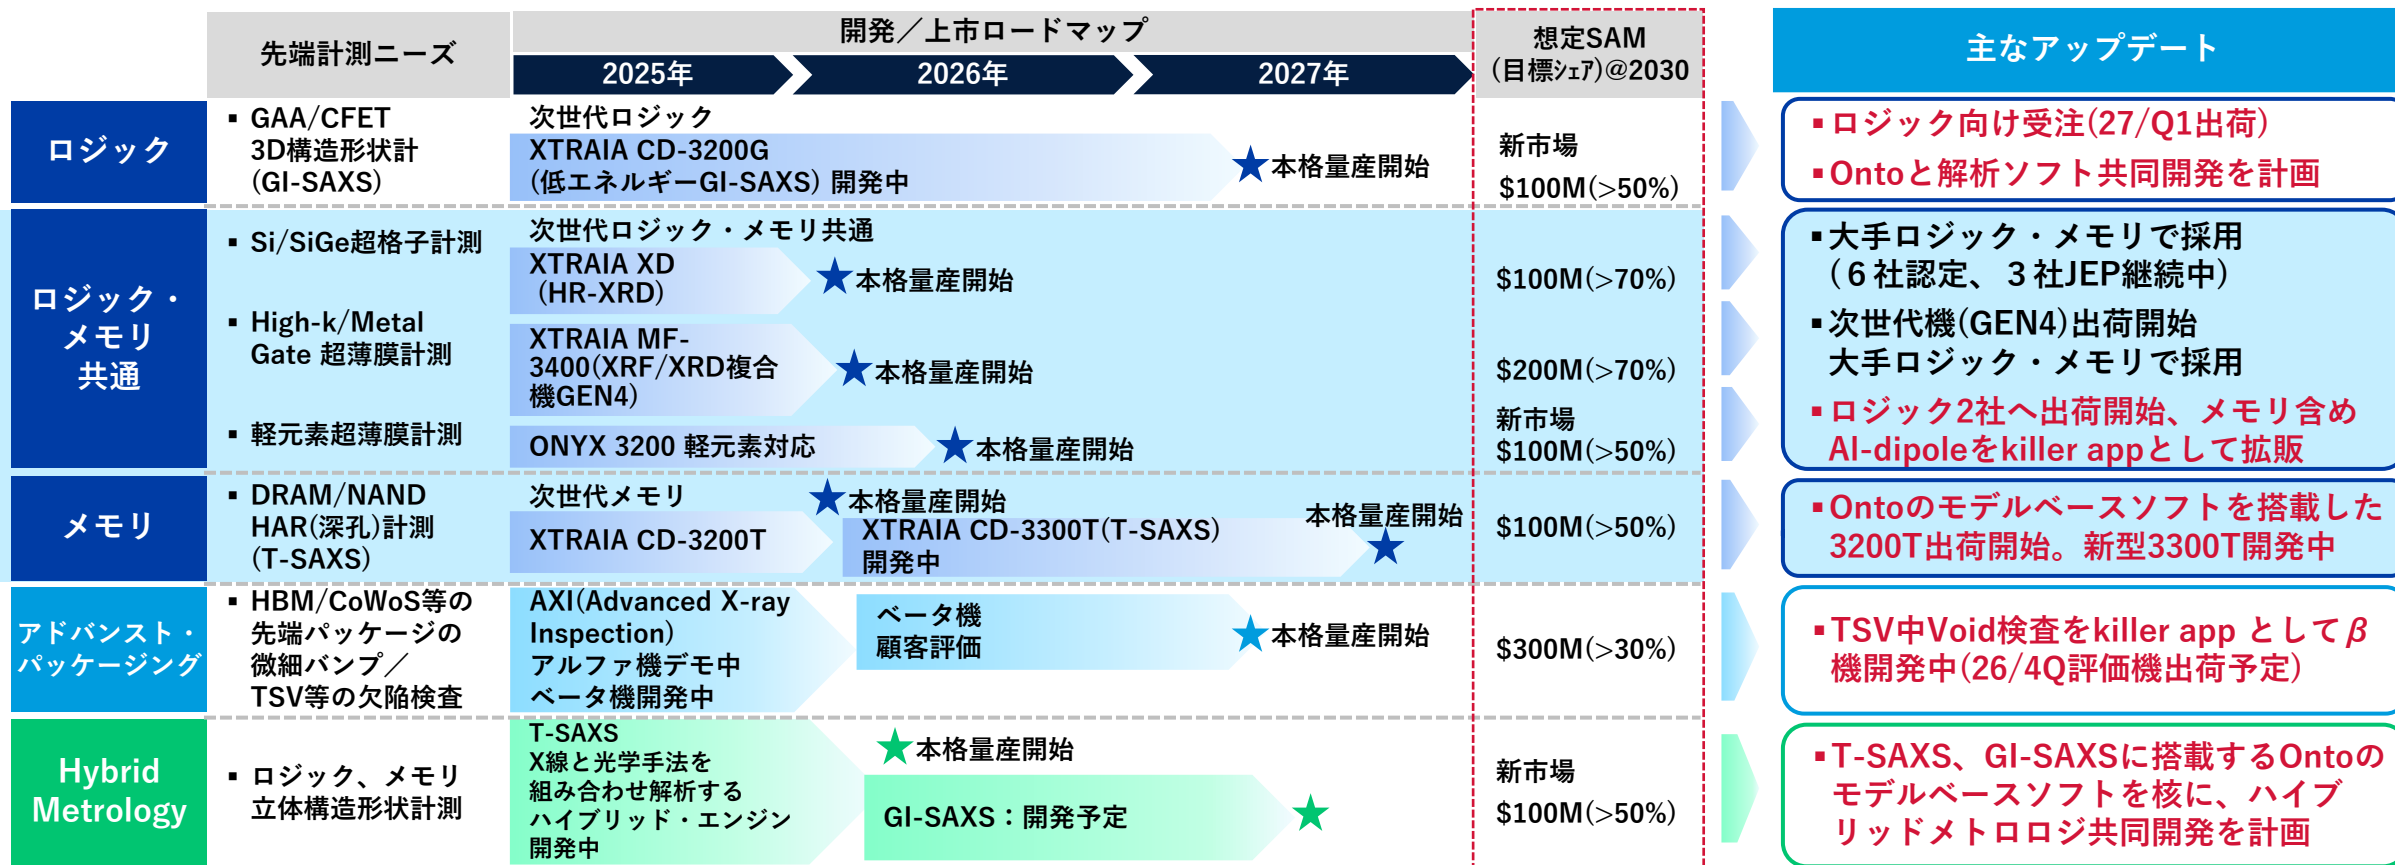 先端計測ニーズ
開発／上市ロードマップ
2025年
2026年
2027年
想定SAM
(目標ｼｪｱ)@2030
主なアップデート
ロジック
▪ GAA/CFET
3D構造形状計
(GI-SAXS)
次世代ロジック
XTRAIA CD-3200G
(低エネルギーGI-SAXS) 開発中
★本格量産開始
新市場
$100M(>50%)
▪ロジック向け受注(27/Q1出荷)
▪Ontoと解析ソフト共同開発を計画
ロジック・
メモリ
共通
▪ Si/SiGe超格子計測
次世代ロジック・メモリ共通
XTRAIA XD
(HR-XRD)
★本格量産開始
$100M(>70%)
▪大手ロジック・メモリで採用
(６社認定、３社JEP継続中)
▪ High-k/Metal
Gate 超薄膜計測
XTRAIA MF-
3400(XRF/XRD複合
機GEN4)
★本格量産開始
$200M(>70%)
▪次世代機(GEN4)出荷開始
大手ロジック・メモリで採用
▪ 軽元素超薄膜計測
ONYX 3200 軽元素対応
★本格量産開始
新市場
$100M(>50%)
▪ロジック2社へ出荷開始、メモリ含め
Al-dipoleをkiller appとして拡販
メモリ
▪ DRAM/NAND
HAR(深孔)計測
(T-SAXS)
次世代メモリ
XTRAIA CD-3200T
★本格量産開始
XTRAIA CD-3300T(T-SAXS)
開発中
本格量産開始
★
$100M(>50%)
▪Ontoのモデルベースソフトを搭載した
3200T出荷開始。新型3300T開発中
アドバンスト・
パッケージング
▪ HBM/CoWoS等の
先端パッケージの
微細バンプ／
TSV等の欠陥検査
AXI(Advanced X-ray
Inspection)
アルファ機デモ中
ベータ機開発中
ベータ機
顧客評価
★本格量産開始
$300M(>30%)
▪TSV中Void検査をkiller app としてβ
機開発中(26/4Q評価機出荷予定)
Hybrid
Metrology
▪ ロジック、メモリ
立体構造形状計測
T-SAXS
X線と光学手法を
組み合わせ解析する
ハイブリッド・エンジン
開発中
★本格量産開始
GI-SAXS：開発予定
★
新市場
$100M(>50%)
▪T-SAXS、GI-SAXSに搭載するOntoの
モデルベースソフトを核に、ハイブ
リッドメトロロジ共同開発を計画